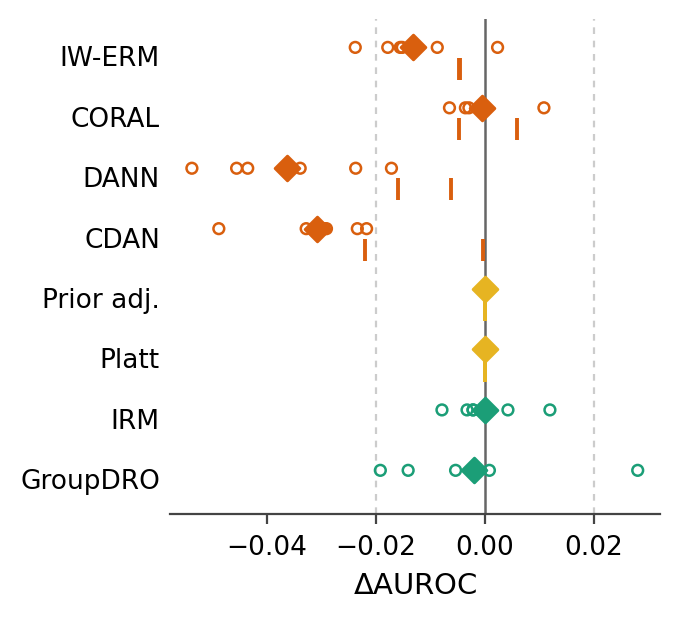 IW-ERM
CORAL
DANN
CDAN
Prior adj.
Platt
IRM
GroupDRO
−0.04 −0.02 0.00 0.02
ΔAUROC